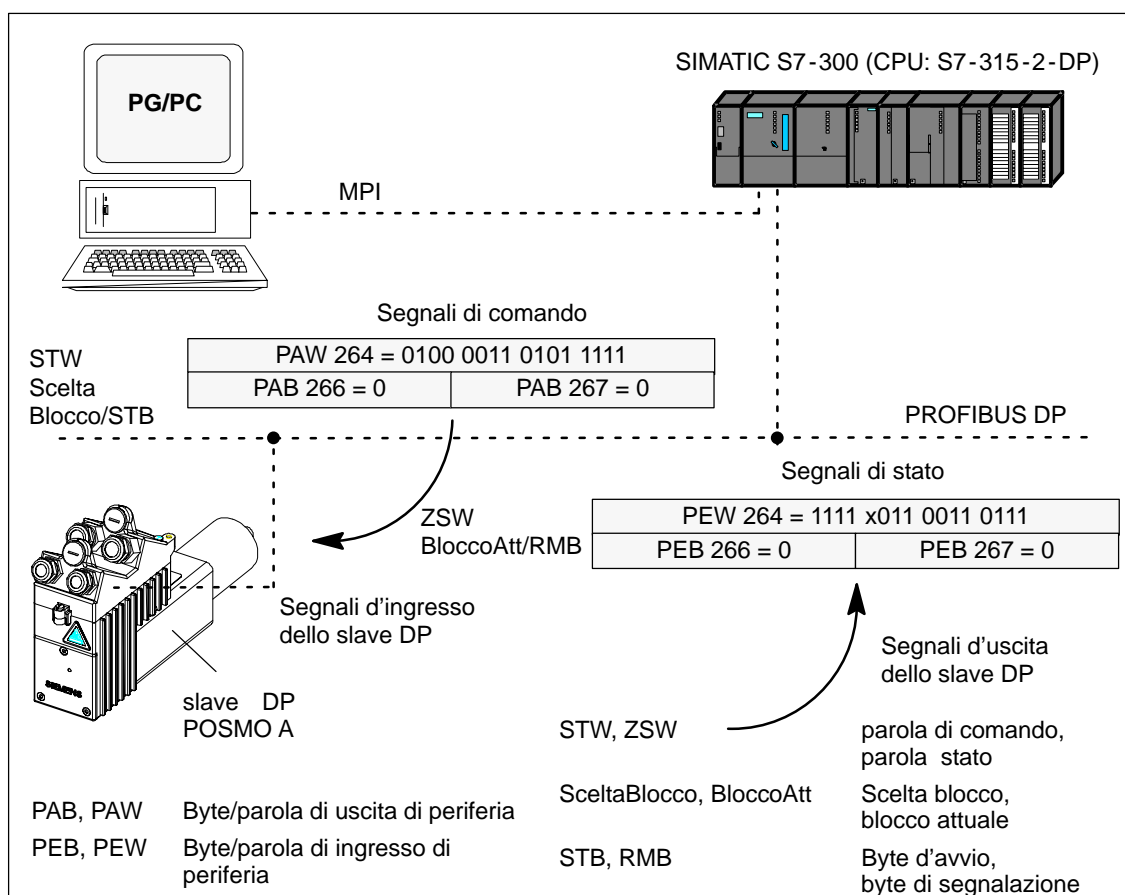 SIMATIC S7-300 (CPU: S7-315-2-DP)
PG/PC
MPI
Segnali di comando
STW
PAW 264 = 0100 0011 0101 1111
Scelta
Blocco/STB
PAB 266 = 0
PAB 267 = 0
PROFIBUS DP
Segnali di stato
ZSW
PEW 264 = 1111 x011 0011 0111
BloccoAtt/RMB
PEB 266 = 0
PEB 267 = 0
Segnali d'ingresso
dello slave DP
Segnali d'uscita
dello slave DP
SIEMENS
slave DP
POSMO A
STW, ZSW
parola di comando,
parola stato
SceltaBlocco, BloccoAtt
Scelta blocco,
blocco attuale
STB, RMB
Byte d'avvio,
byte di segnalazione
PAB, PAW
Byte/parola di uscita di periferia
PEB, PEW
Byte/parola di ingresso di
periferia